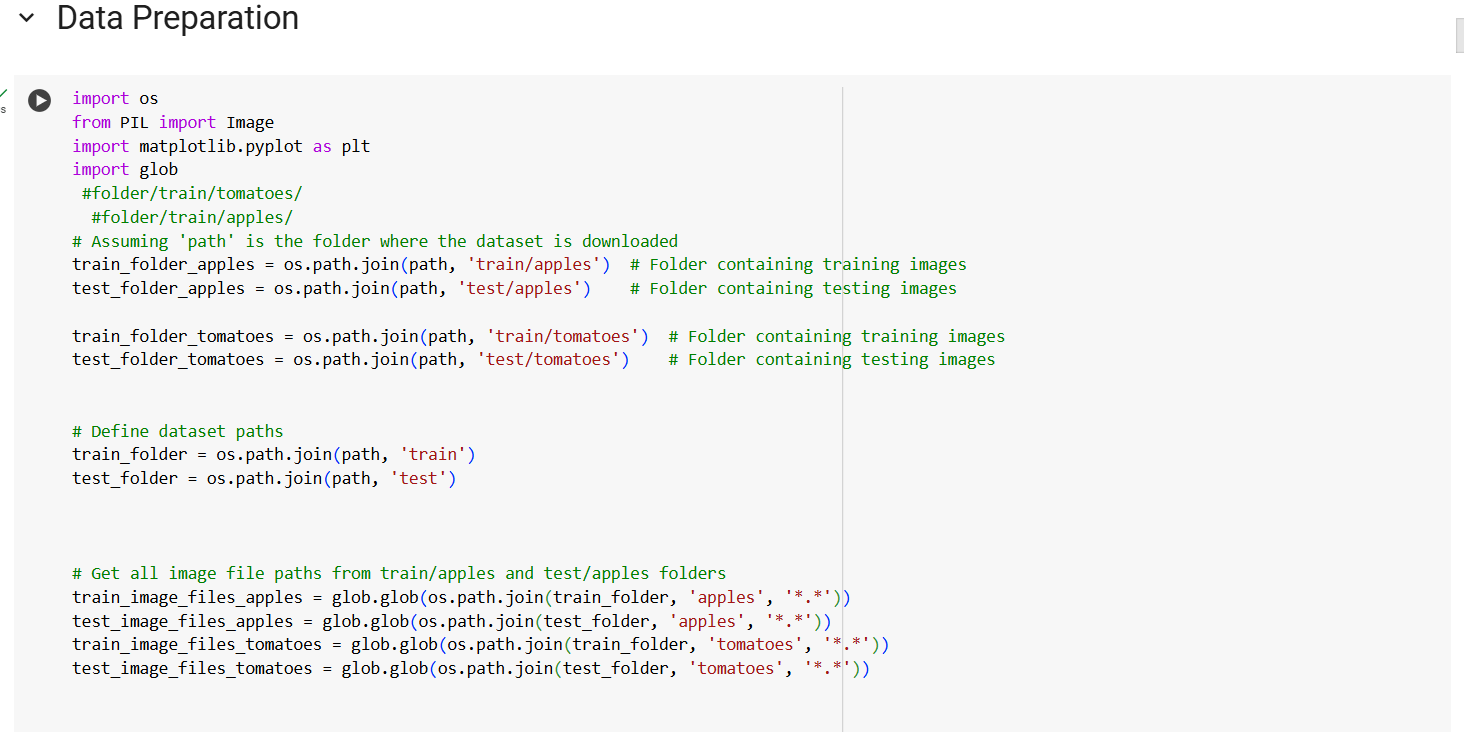 Data Preparation
s
import os
from PIL import Image
import matplotlib.pyplot as plt
import glob
 #folder/train/tomatoes/
  #folder/train/apples/
# Assuming 'path' is the folder where the dataset is downloaded
train_folder_apples = os.path.join(path, 'train/apples')  # Folder containing training images
test_folder_apples = os.path.join(path, 'test/apples')    # Folder containing testing images
train_folder_tomatoes = os.path.join(path, 'train/tomatoes')  # Folder containing training images
test_folder_tomatoes = os.path.join(path, 'test/tomatoes')    # Folder containing testing images
# Define dataset paths
train_folder = os.path.join(path, 'train')
test_folder = os.path.join(path, 'test')
# Get all image file paths from train/apples and test/apples folders
train_image_files_apples = glob.glob(os.path.join(train_folder, 'apples', '*.*'))
test_image_files_apples = glob.glob(os.path.join(test_folder, 'apples', '*.*'))
train_image_files_tomatoes = glob.glob(os.path.join(train_folder, 'tomatoes', '*.*'))
test_image_files_tomatoes = glob.glob(os.path.join(test_folder, 'tomatoes', '*.*'))